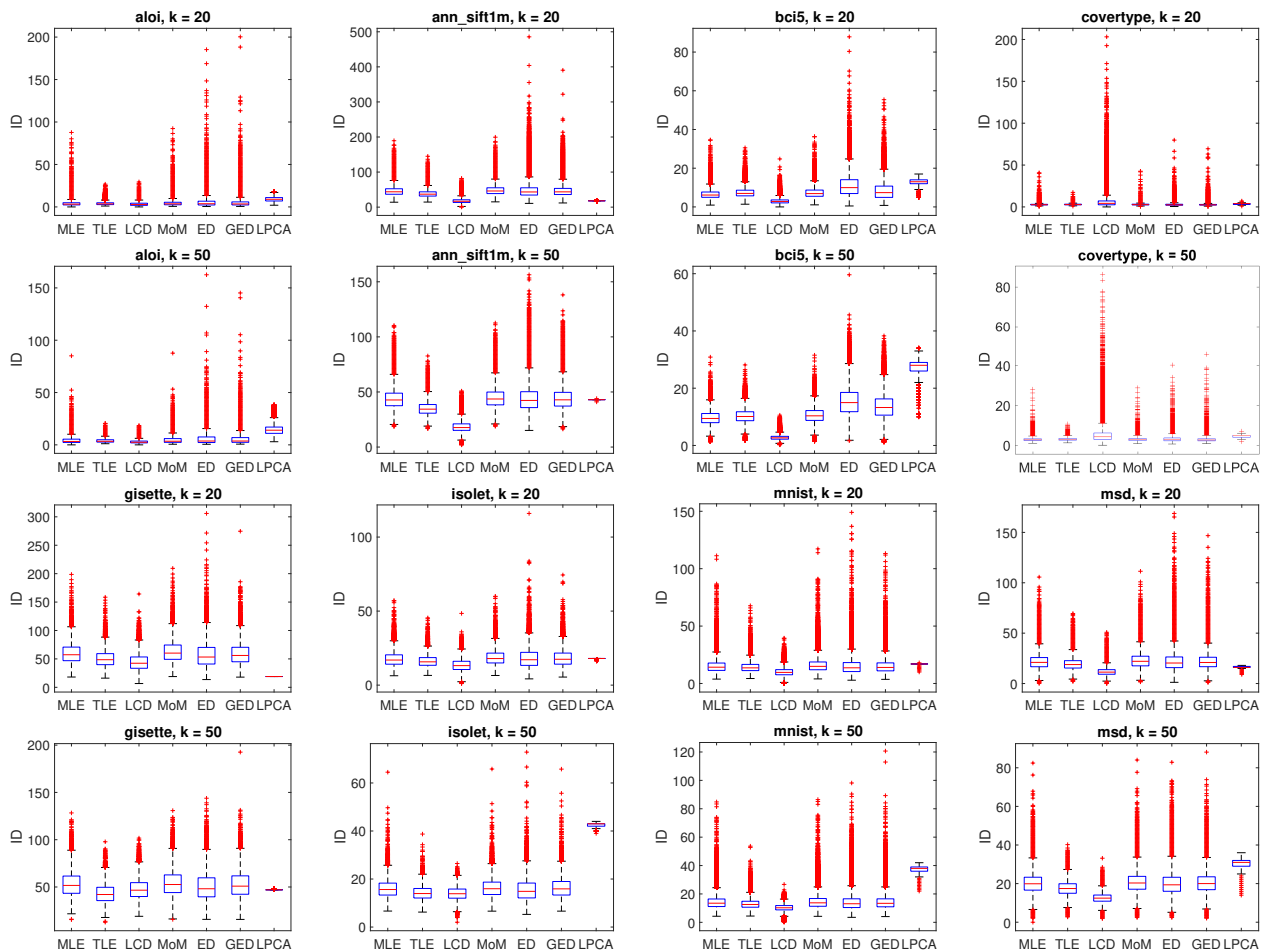 aloi, k = 20
ID
200
150
100
50
0
MLE TLE LCD MoM ED GED LPCA
ann_sift1m, k = 20
ID
500
400
300
200
100
0
MLE TLE LCD MoM ED GED LPCA
bci5, k = 20
ID
80
60
40
20
0
MLE TLE LCD MoM ED GED LPCA
covertype, k = 20
ID
200
150
100
50
0
MLE TLE LCD MoM ED GED LPCA
aloi, k = 50
ID
150
100
50
0
MLE TLE LCD MoM ED GED LPCA
ann_sift1m, k = 50
ID
150
100
50
0
MLE TLE LCD MoM ED GED LPCA
bci5, k = 50
ID
60
40
20
0
MLE TLE LCD MoM ED GED LPCA
covertype, k = 50
ID
80
60
40
20
0
MLE TLE LCD MoM ED GED LPCA
gisette, k = 20
ID
300
250
200
150
100
50
0
MLE TLE LCD MoM ED GED LPCA
isolet, k = 20
ID
100
50
0
MLE TLE LCD MoM ED GED LPCA
mnist, k = 20
ID
150
100
50
0
MLE TLE LCD MoM ED GED LPCA
msd, k = 20
ID
150
100
50
0
MLE TLE LCD MoM ED GED LPCA
gisette, k = 50
ID
200
150
100
50
MLE TLE LCD MoM ED GED LPCA
isolet, k = 50
ID
60
40
20
0
MLE TLE LCD MoM ED GED LPCA
mnist, k = 50
ID
120
100
80
60
40
20
0
MLE TLE LCD MoM ED GED LPCA
msd, k = 50
ID
80
60
40
20
0
MLE TLE LCD MoM ED GED LPCA